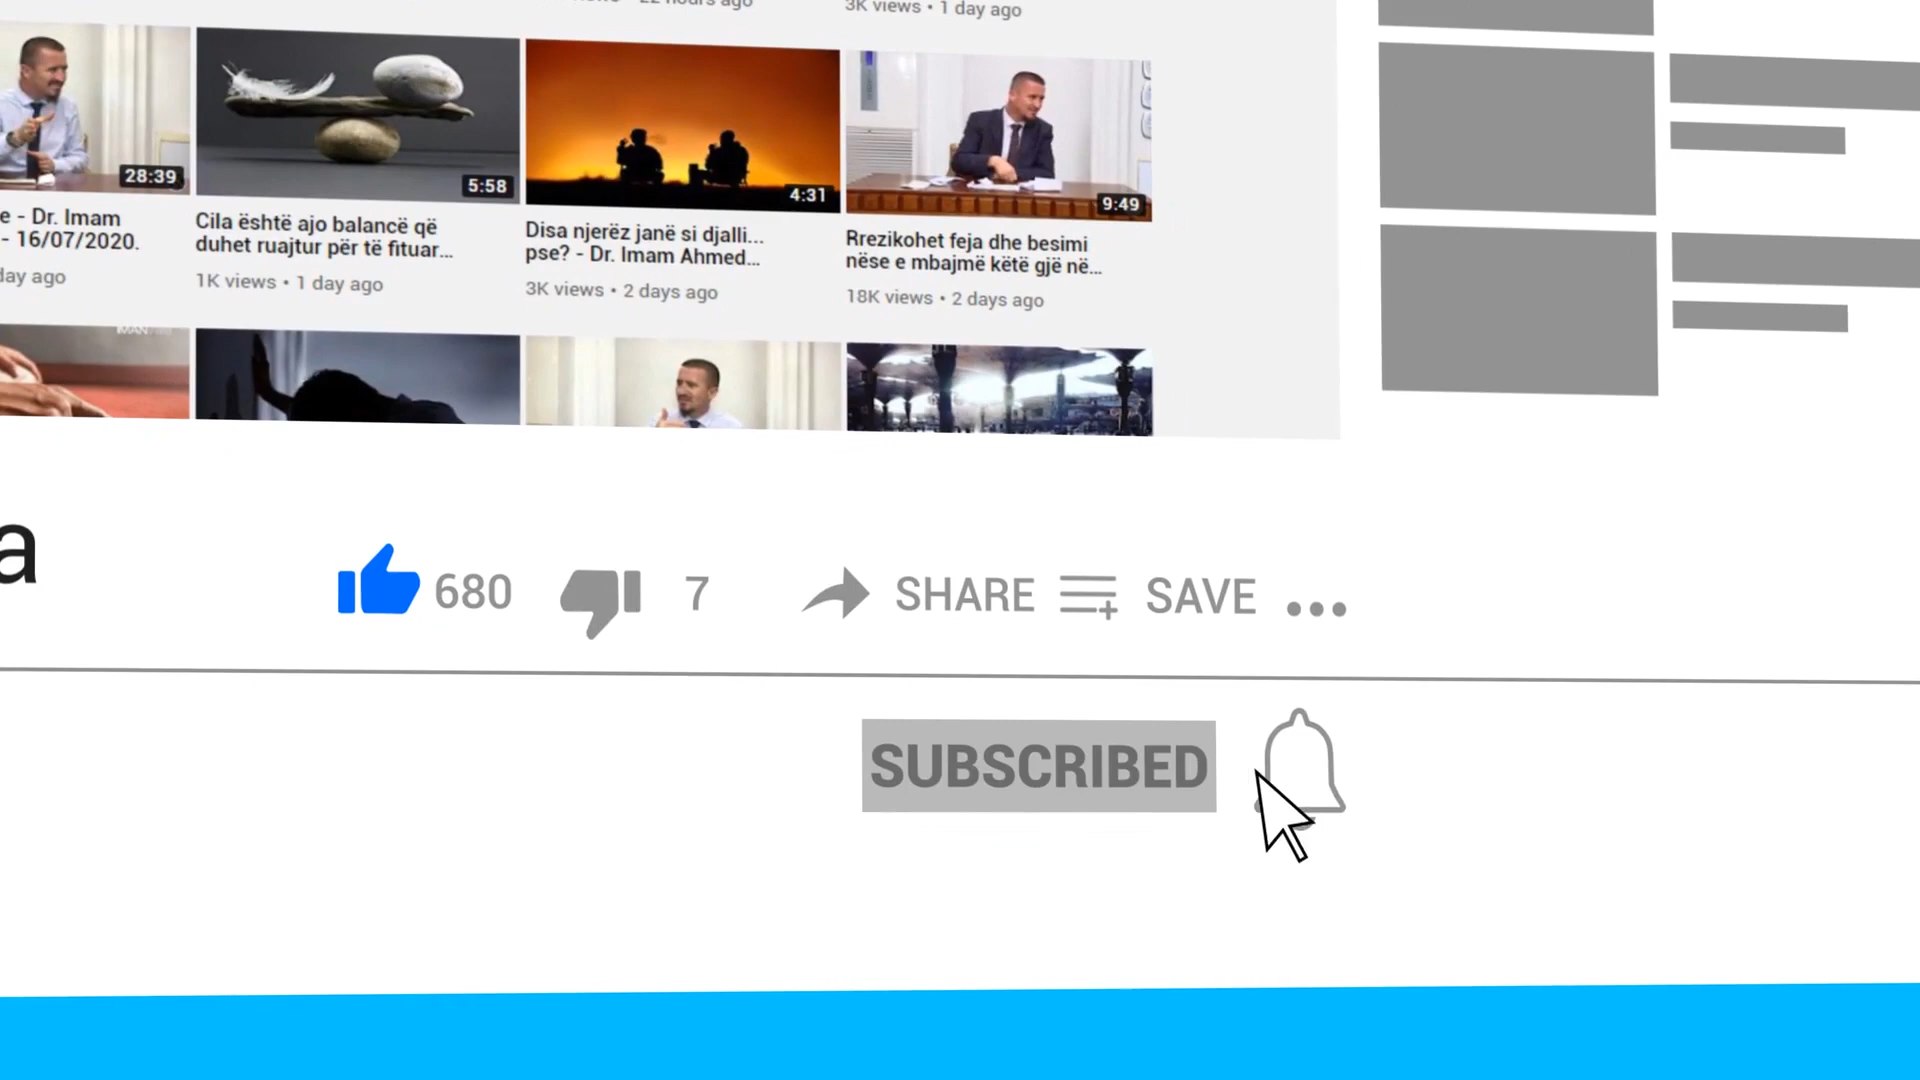 22 hours ago
3K views • 1 day ago
28:39
5:58
4:31
9:49
e - Dr. Imam
- 16/07/2020.
day ago
Cila është ajo balancë që
duhet ruajtur për të fituar...
1K views • 1 day ago
Disa njerëz janë si djalli...
pse? - Dr. Imam Ahmed...
3K views • 2 days ago
Rrezikohet feja dhe besimi
nëse e mbajmë këtë gjë në...
18K views • 2 days ago
a
680
7
SHARE
SAVE
SUBSCRIBED